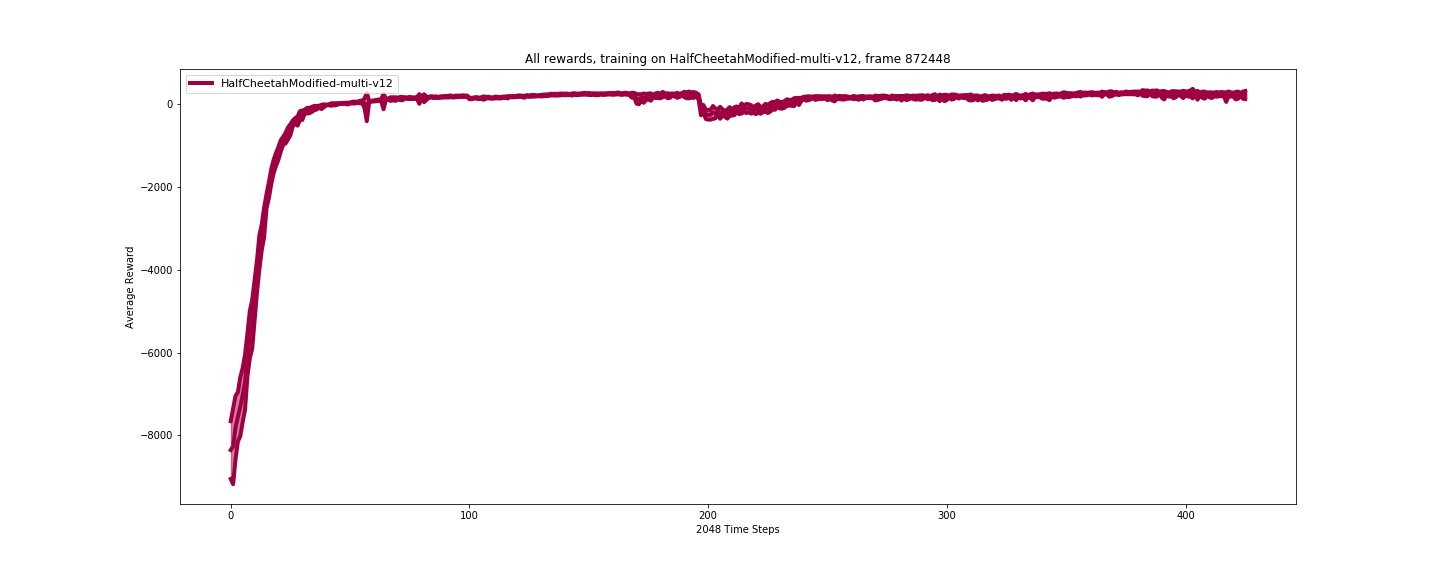 All rewards, training on HalfCheetahModified-multi-v12, frame 872448
HalfCheetahModified-multi-v12
0
−2000
−4000
−6000
−8000
Average Reward
0 100 200 300 400
2048 Time Steps